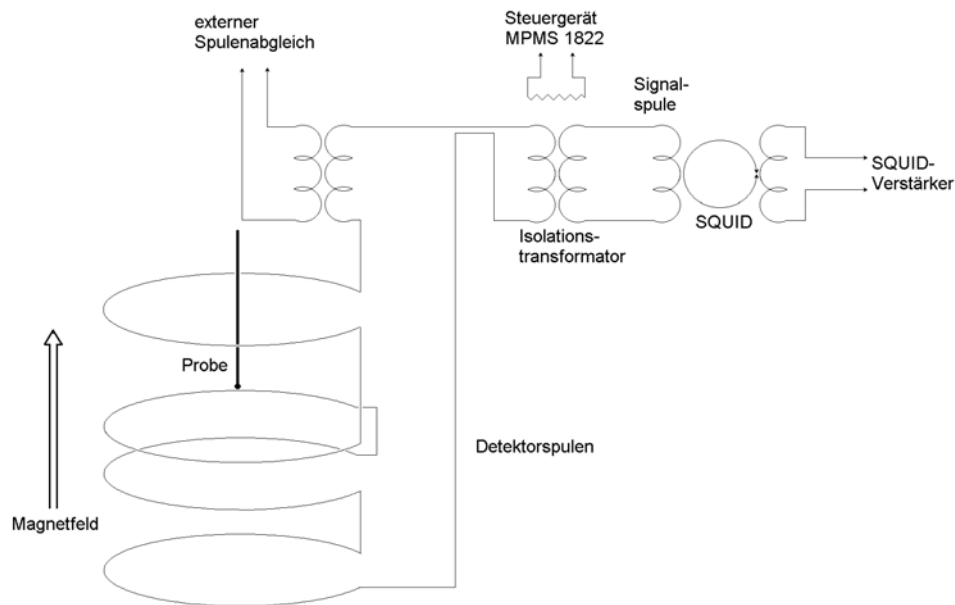 externer
Spulenabgleich
Steuergerät
MPMS 1822
Signal-
spule
SQUID-
Verstärker
SQUID
Isolations-
transformator
Probe
Detektorspulen
Magnetfeld